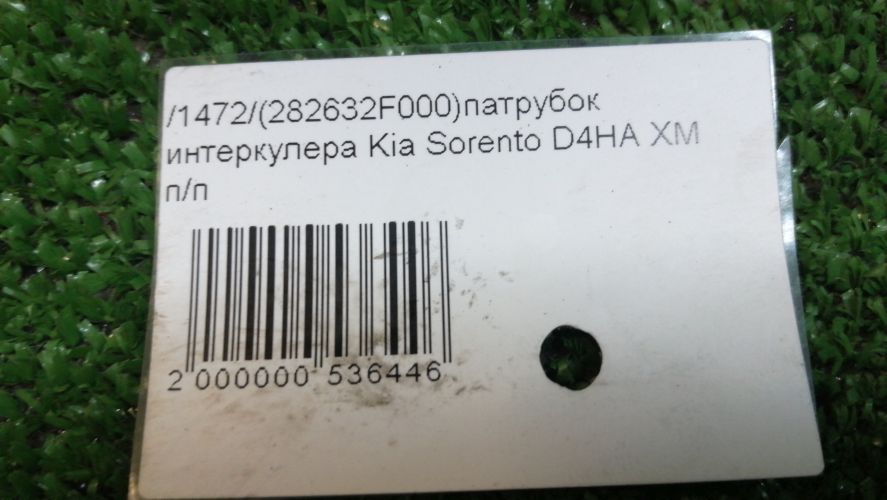 /1472/(282632F000)патрубок
интеркулера Kia Sorento D4HA XM
п/п
2 000000 536446